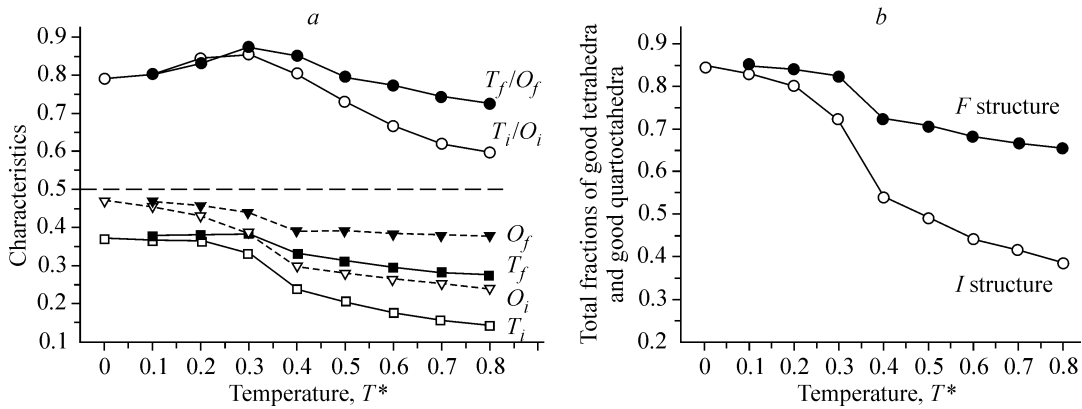 a
0.9
0.8
0.7
0.6
0.5
0.4
0.3
0.2
0.1
Characteristics
T_f/O_f
T_i/O_i
O_f
T_f
O_i
T_i
0 0.1 0.2 0.3 0.4 0.5 0.6 0.7 0.8
Temperature, T*
b
Total fractions of good tetrahedra
and good quartoctahedra
0.9
0.8
0.7
0.6
0.5
0.4
0.3
0.2
F structure
I structure
0 0.1 0.2 0.3 0.4 0.5 0.6 0.7 0.8
Temperature, T*